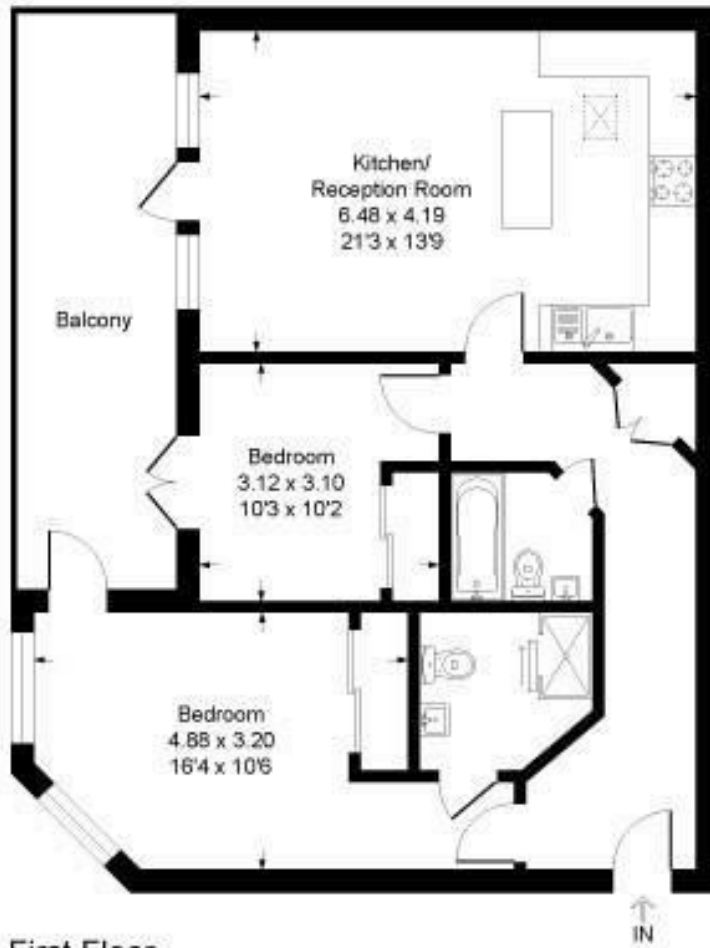 Kitchen/
Reception Room
6.48 x 4.19
21'3 x 13'9
Balcony
Bedroom
3.12 x 3.10
10'3 x 10'2
Bedroom
4.88 x 3.20
16'4 x 10'6
IN
First Floor